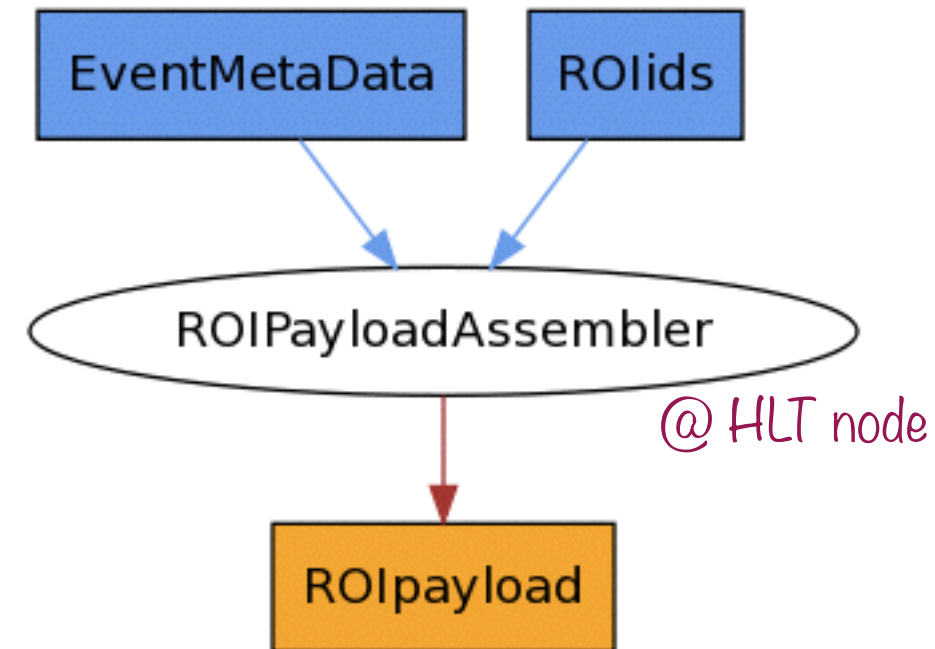 EventMetaData
ROIids
ROIPayloadAssembler
@ HLT node
ROIpayload